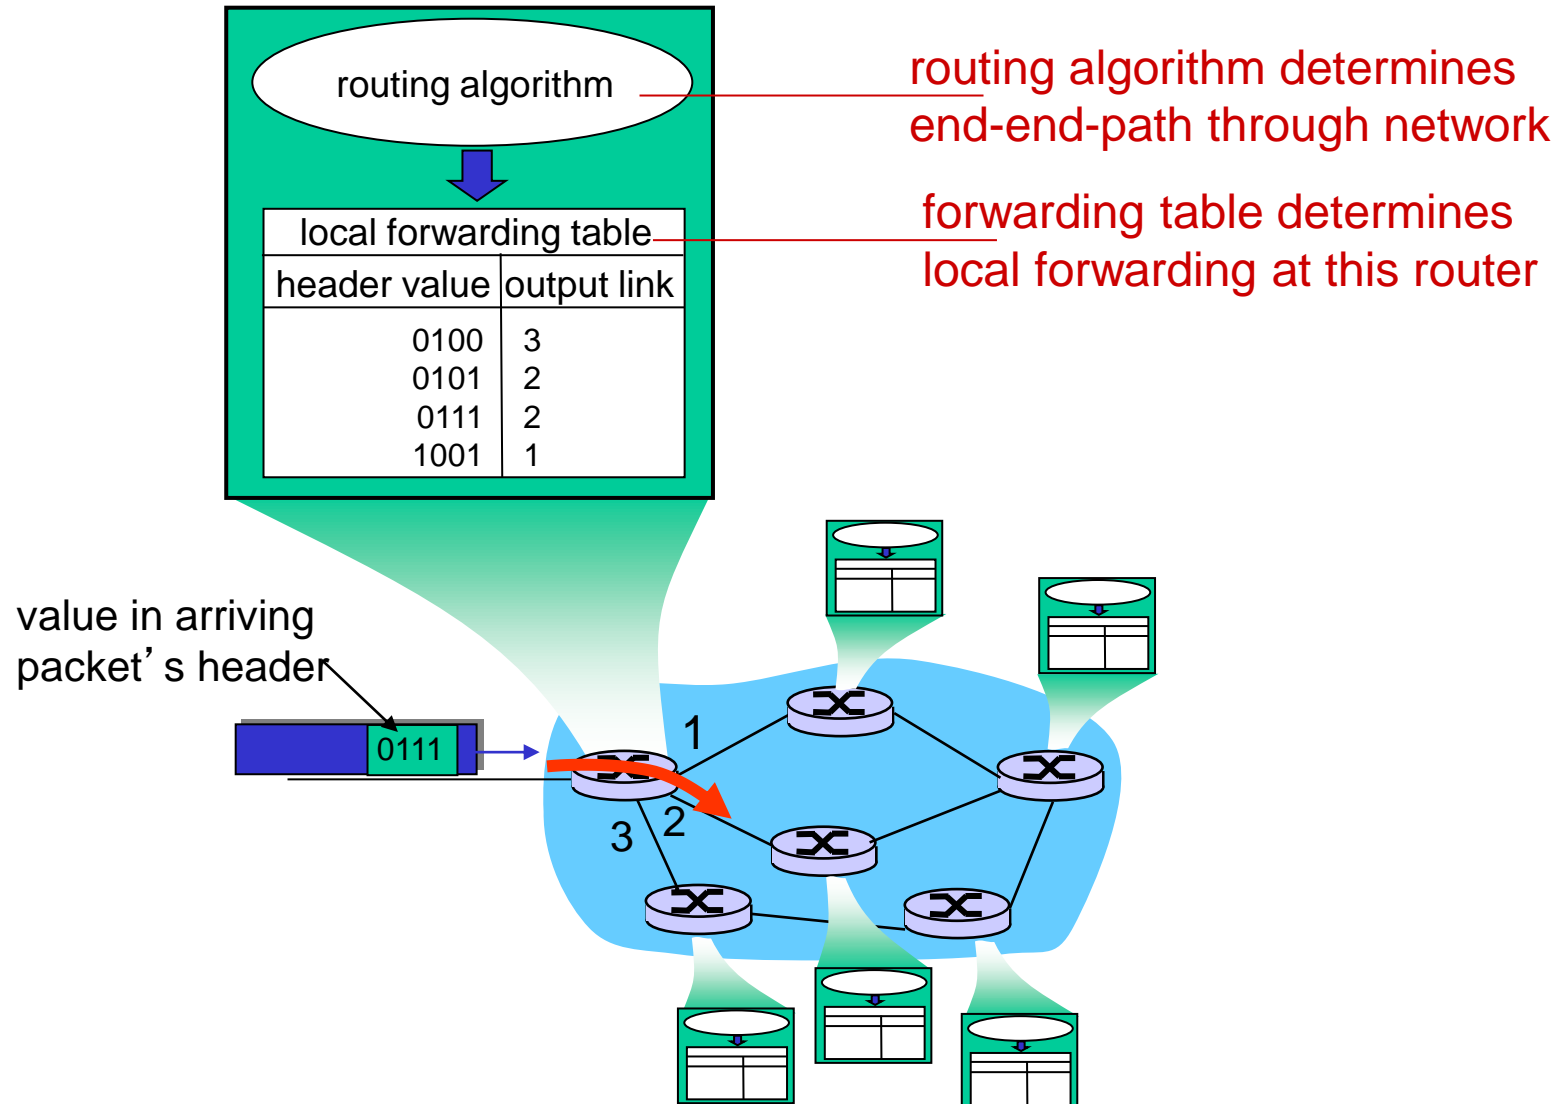 routing algorithm
routing algorithm determines
end-end-path through network
forwarding table determines
local forwarding at this router
local forwarding table
header value output link
0100 3
0101 2
0111 2
1001 1
value in arriving
packet’s header
0111
1
2
3